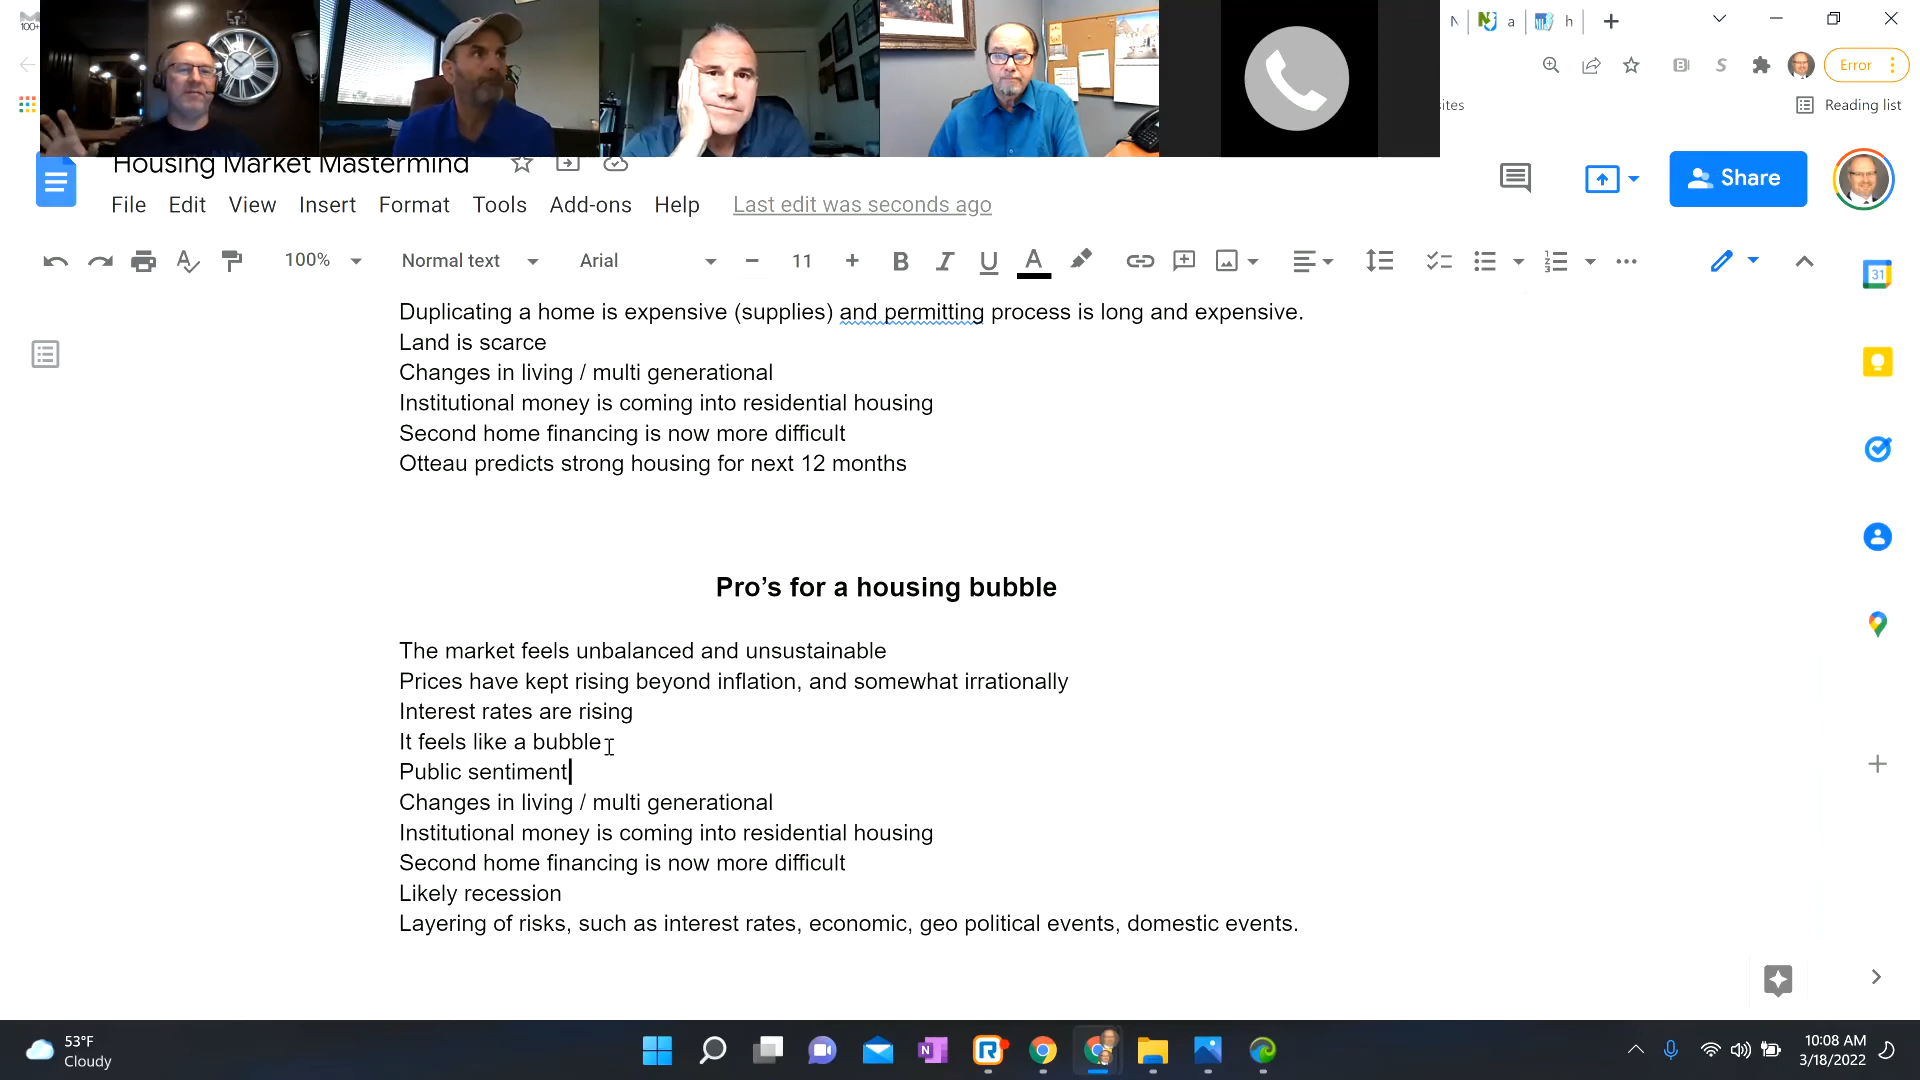 100+
N
a
h
Error
sites
Reading list
Housing Market Mastermind
Share
File Edit View Insert Format Tools Add-ons Help Last edit was seconds ago
100% Normal text Arial 11 B I U A
31
Duplicating a home is expensive (supplies) and permitting process is long and expensive.
Land is scarce
Changes in living / multi generational
Institutional money is coming into residential housing
Second home financing is now more difficult
Otteau predicts strong housing for next 12 months
Pro’s for a housing bubble
The market feels unbalanced and unsustainable
Prices have kept rising beyond inflation, and somewhat irrationally
Interest rates are rising
It feels like a bubble
Public sentiment
Changes in living / multi generational
Institutional money is coming into residential housing
Second home financing is now more difficult
Likely recession
Layering of risks, such as interest rates, economic, geo political events, domestic events.
53°F
Cloudy
10:08 AM
3/18/2022